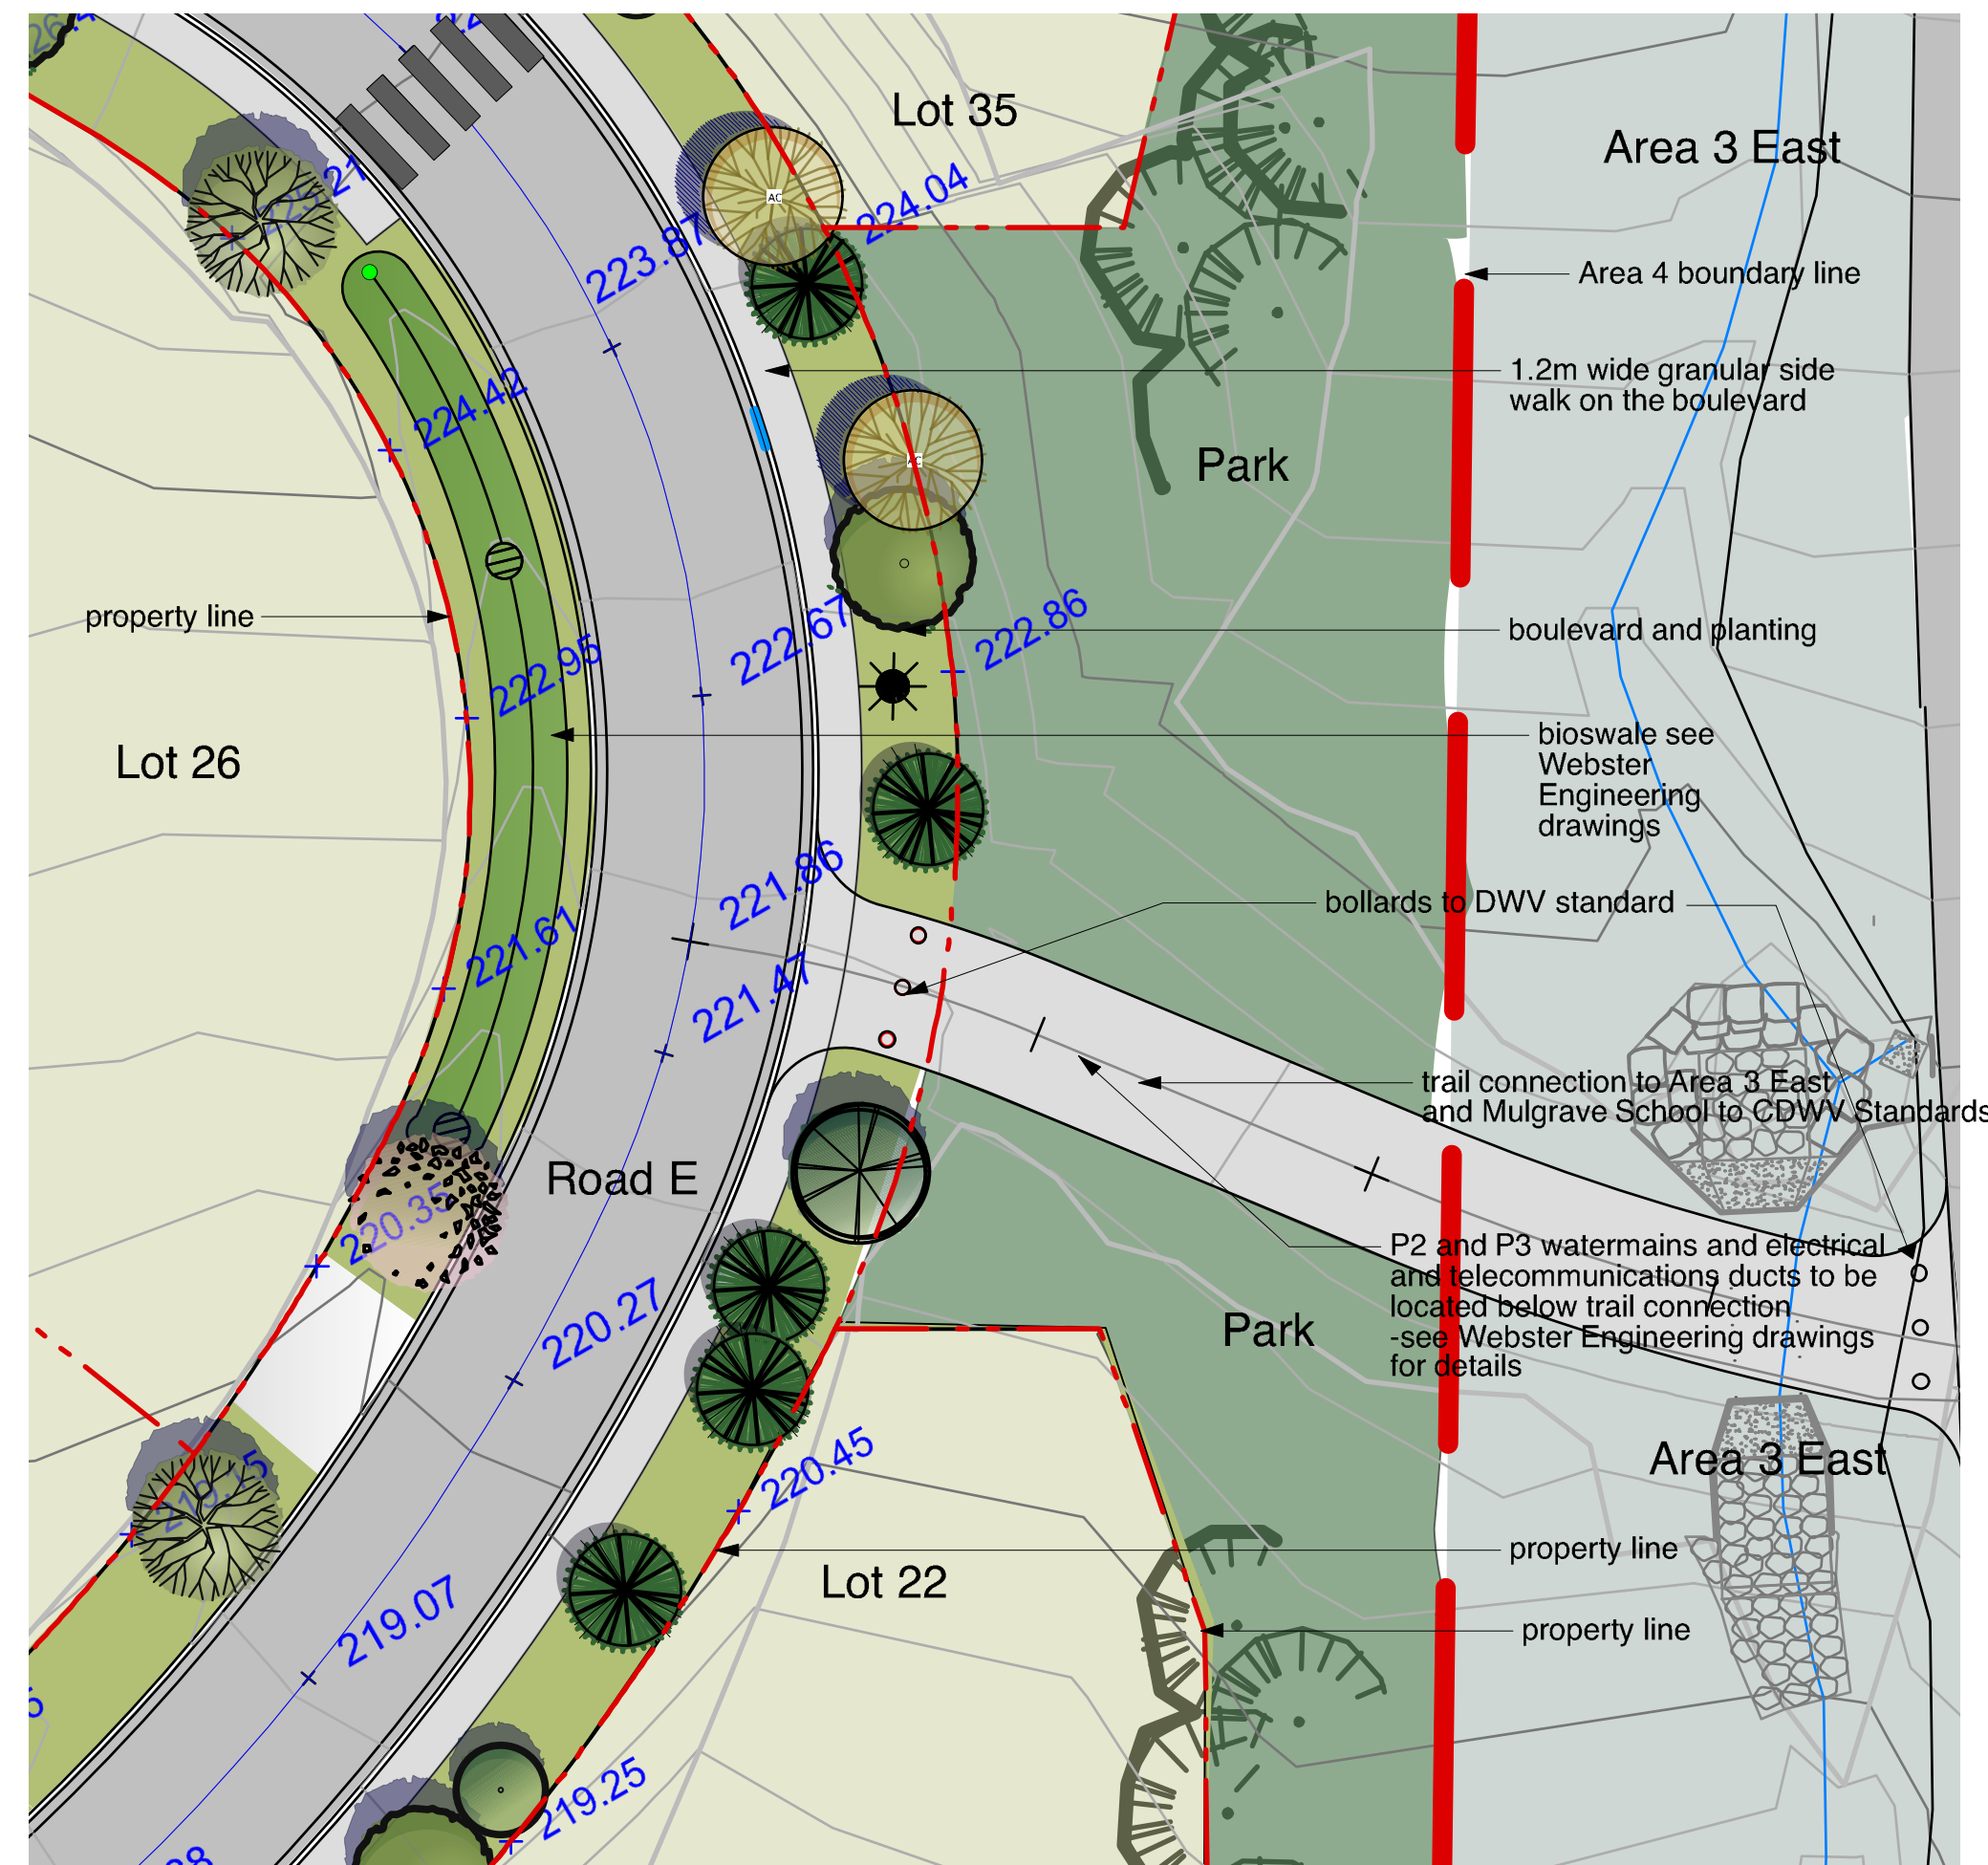 Lot 35
Area 3 East
224.04
223.87
Area 4 boundary line
1.2m wide granular side
walk on the boulevard
224.42
AC
AC
Park
property line
222.67
222.86
boulevard and planting
222.95
bioswale see
Webster
Engineering
drawings
Lot 26
221.86
bollards to DWV standard
221.61
221.47
trail connection to Area 3 East
and Mulgrave School to CDWV Standards
Road E
220.35
P2 and P3 watermains and electrical
and telecommunications ducts to be
located below trail connection
-see Webster Engineering drawings
for details
220.27
Park
220.45
Area 3 East
219.15
property line
Lot 22
219.07
property line
219.25